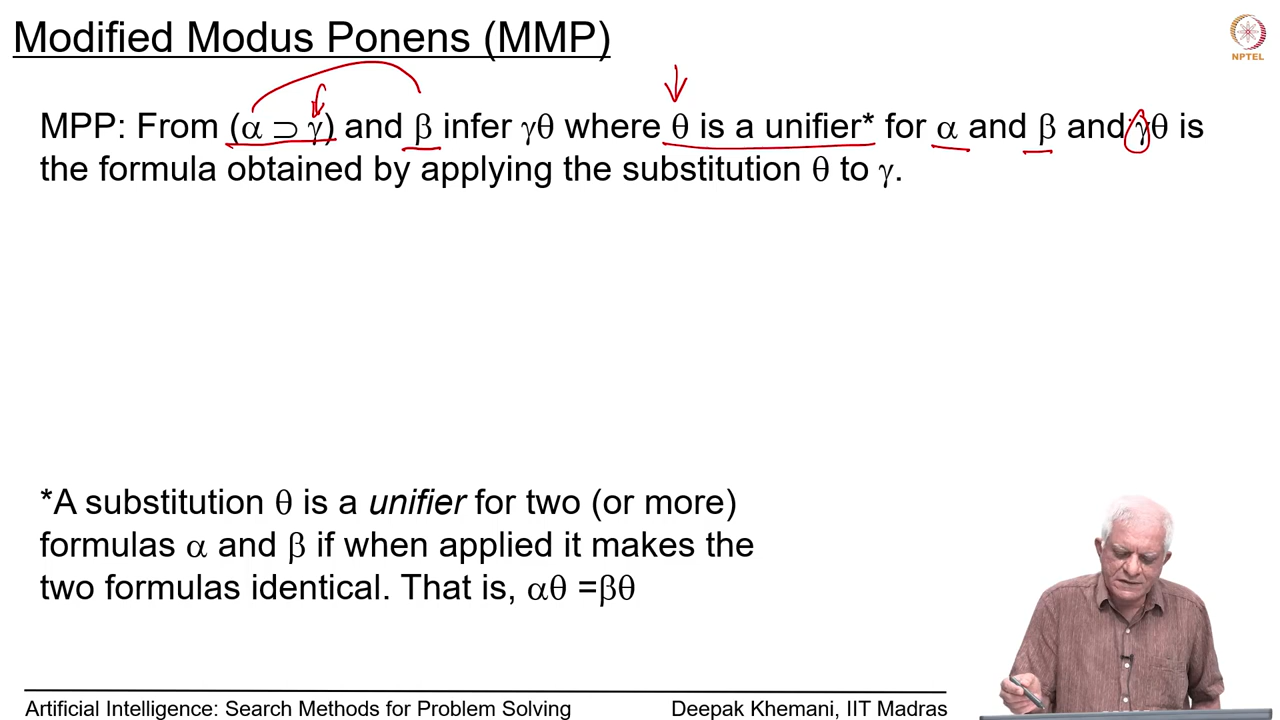 Modified Modus Ponens (MMP)
NPTEL
MPP: From (α ⊃ γ) and β infer γθ where θ is a unifier* for α and β and γθ is
the formula obtained by applying the substitution θ to γ.
*A substitution θ is a unifier for two (or more)
formulas α and β if when applied it makes the
two formulas identical. That is, αθ =βθ
Artificial Intelligence: Search Methods for Problem Solving
Deepak Khemani, IIT Madras